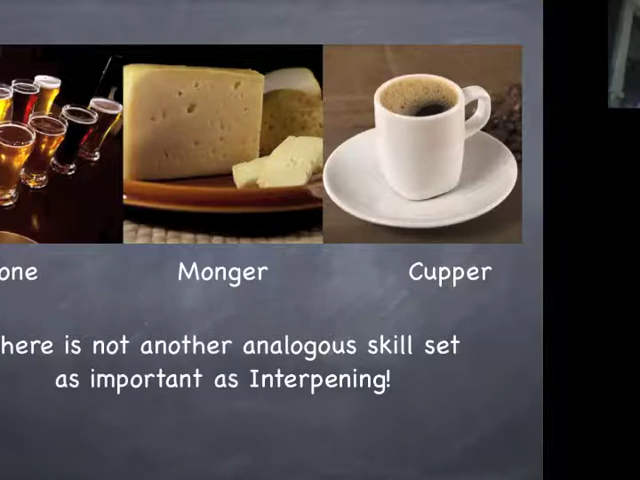 one Monger Cupper
here is not another analogous skill set
as important as Interpening!